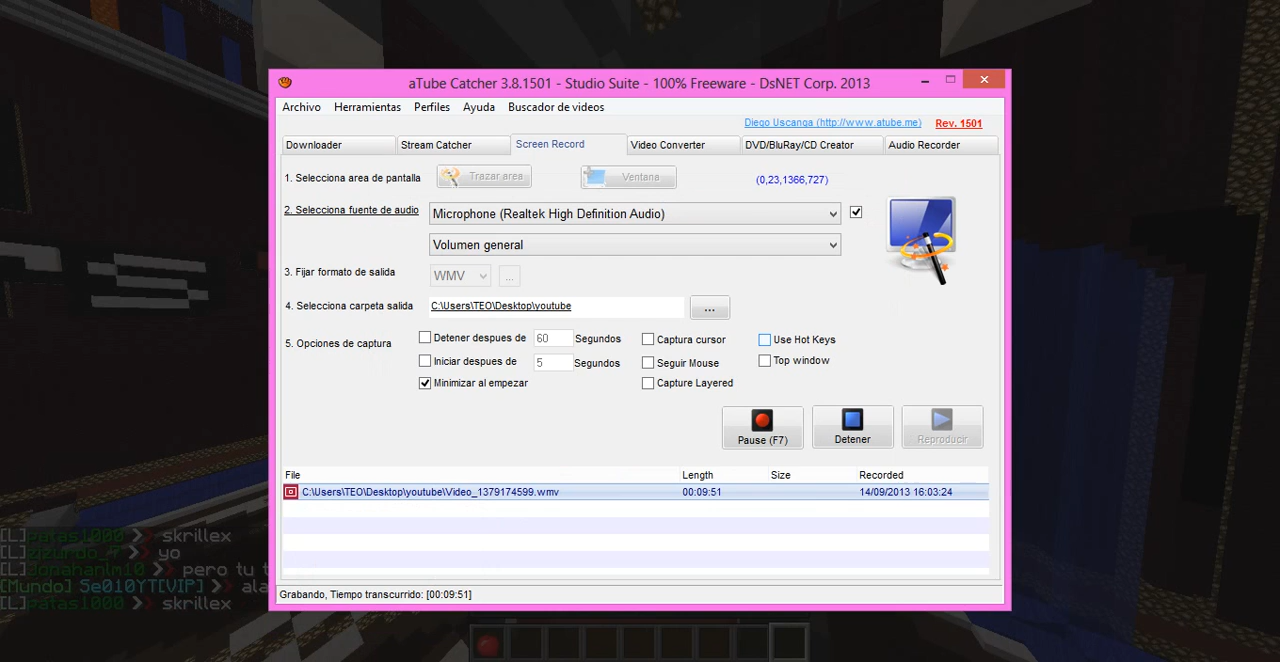 aTube Catcher 3.8.1501 - Studio Suite - 100% Freeware - DsNET Corp. 2013
Archivo Herramientas Perfiles Ayuda Buscador de videos
Diego Uscanga (http://www.atube.me) Rev. 1501
Downloader Stream Catcher Screen Record Video Converter DVD/BluRay/CD Creator Audio Recorder
1. Selecciona area de pantalla Trazar area Ventana (0,23,1366,727)
2. Selecciona fuente de audio Microphone (Realtek High Definition Audio)
Volumen general
3. Fijar formato de salida WMV ...
4. Selecciona carpeta salida C:\Users\TEO\Desktop\youtube ...
5. Opciones de captura Detener despues de 60 Segundos Captura cursor Use Hot Keys
Iniciar despues de 5 Segundos Seguir Mouse Top window
Minimizar al empezar Capture Layered
Pause (F7) Detener Reproducir
File Length Size Recorded
C:\Users\TEO\Desktop\youtube\Video_1379174599.wmv 00:09:51 14/09/2013 16:03:24
[L]patas1000 >> skrillex
[L]zjzurdo_7 >> yo
[L]Jonahanlm10 >> pero tu t
[Mundo] Se010YT[VIP] >> ala
[L]patas1000 >> skrillex
Grabando, Tiempo transcurrido: [00:09:51]